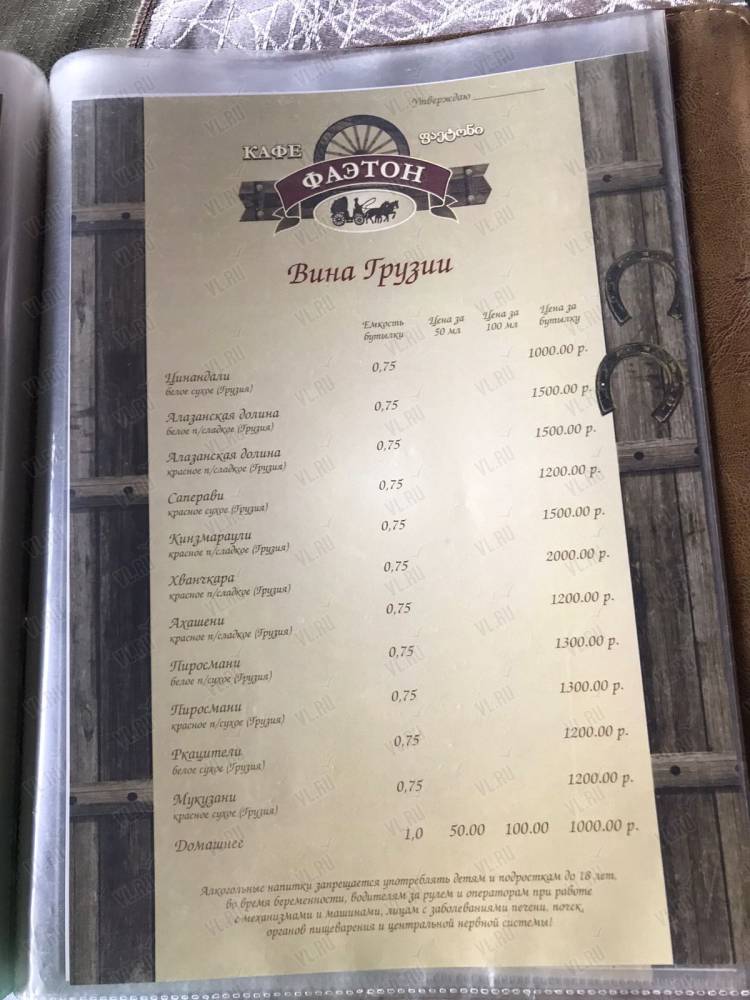 Утверждаю
КАФЕ
ფაეტონი
ФАЭТОН
Вина Грузии
Емкость бутылки
Цена за 50 мл
Цена за 100 мл
Цена за бутылку
Цинандали 0,75 1000.00 р.
белое сухое (Грузия)
Алазанская долина 0,75 1500.00 р.
белое п/сладкое (Грузия)
Алазанская долина 0,75 1500.00 р.
красное п/сладкое (Грузия)
Саперави 0,75 1200.00 р.
красное сухое (Грузия)
Кинзмараули 0,75 1500.00 р.
красное п/сладкое (Грузия)
Хванчкара 0,75 2000.00 р.
красное п/сладкое (Грузия)
Ахашени 0,75 1200.00 р.
красное п/сладкое (Грузия)
Пиросмани 0,75 1300.00 р.
белое п/сухое (Грузия)
Пиросмани 0,75 1300.00 р.
красное п/сухое (Грузия)
Ркацители 0,75 1200.00 р.
белое сухое (Грузия)
Мукузани 0,75 1200.00 р.
красное сухое (Грузия)
Домашнее 1,0 50.00 100.00 1000.00 р.
Алкогольные напитки запрещается употреблять детям и подросткам до 18 лет,
во время беременности, водителям за рулем и операторам при работе
с механизмами и машинами, лицам с заболеваниями печени, почек,
органов пищеварения и центральной нервной системы!
VL.RU